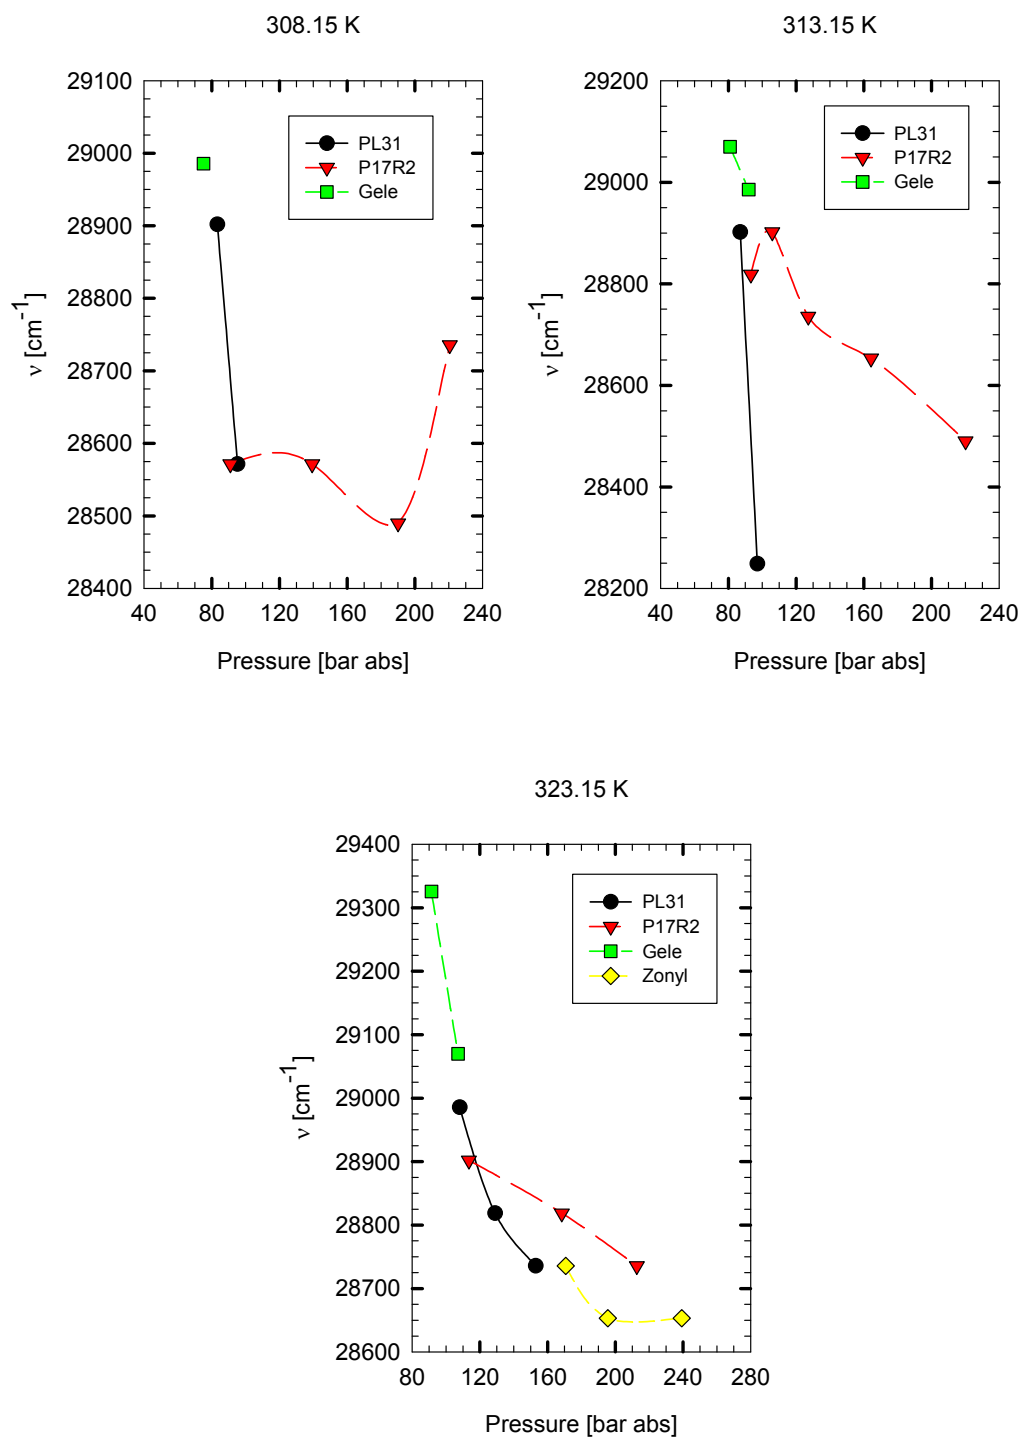 308.15 K
313.15 K
29100
29000
28900
28800
28700
28600
28500
28400
ν [cm-1]
PL31
P17R2
Gele
40 80 120 160 200 240
Pressure [bar abs]
29200
29000
28800
28600
28400
28200
ν [cm-1]
PL31
P17R2
Gele
40 80 120 160 200 240
Pressure [bar abs]
323.15 K
29400
29300
29200
29100
29000
28900
28800
28700
28600
ν [cm-1]
PL31
P17R2
Gele
Zonyl
80 120 160 200 240 280
Pressure [bar abs]